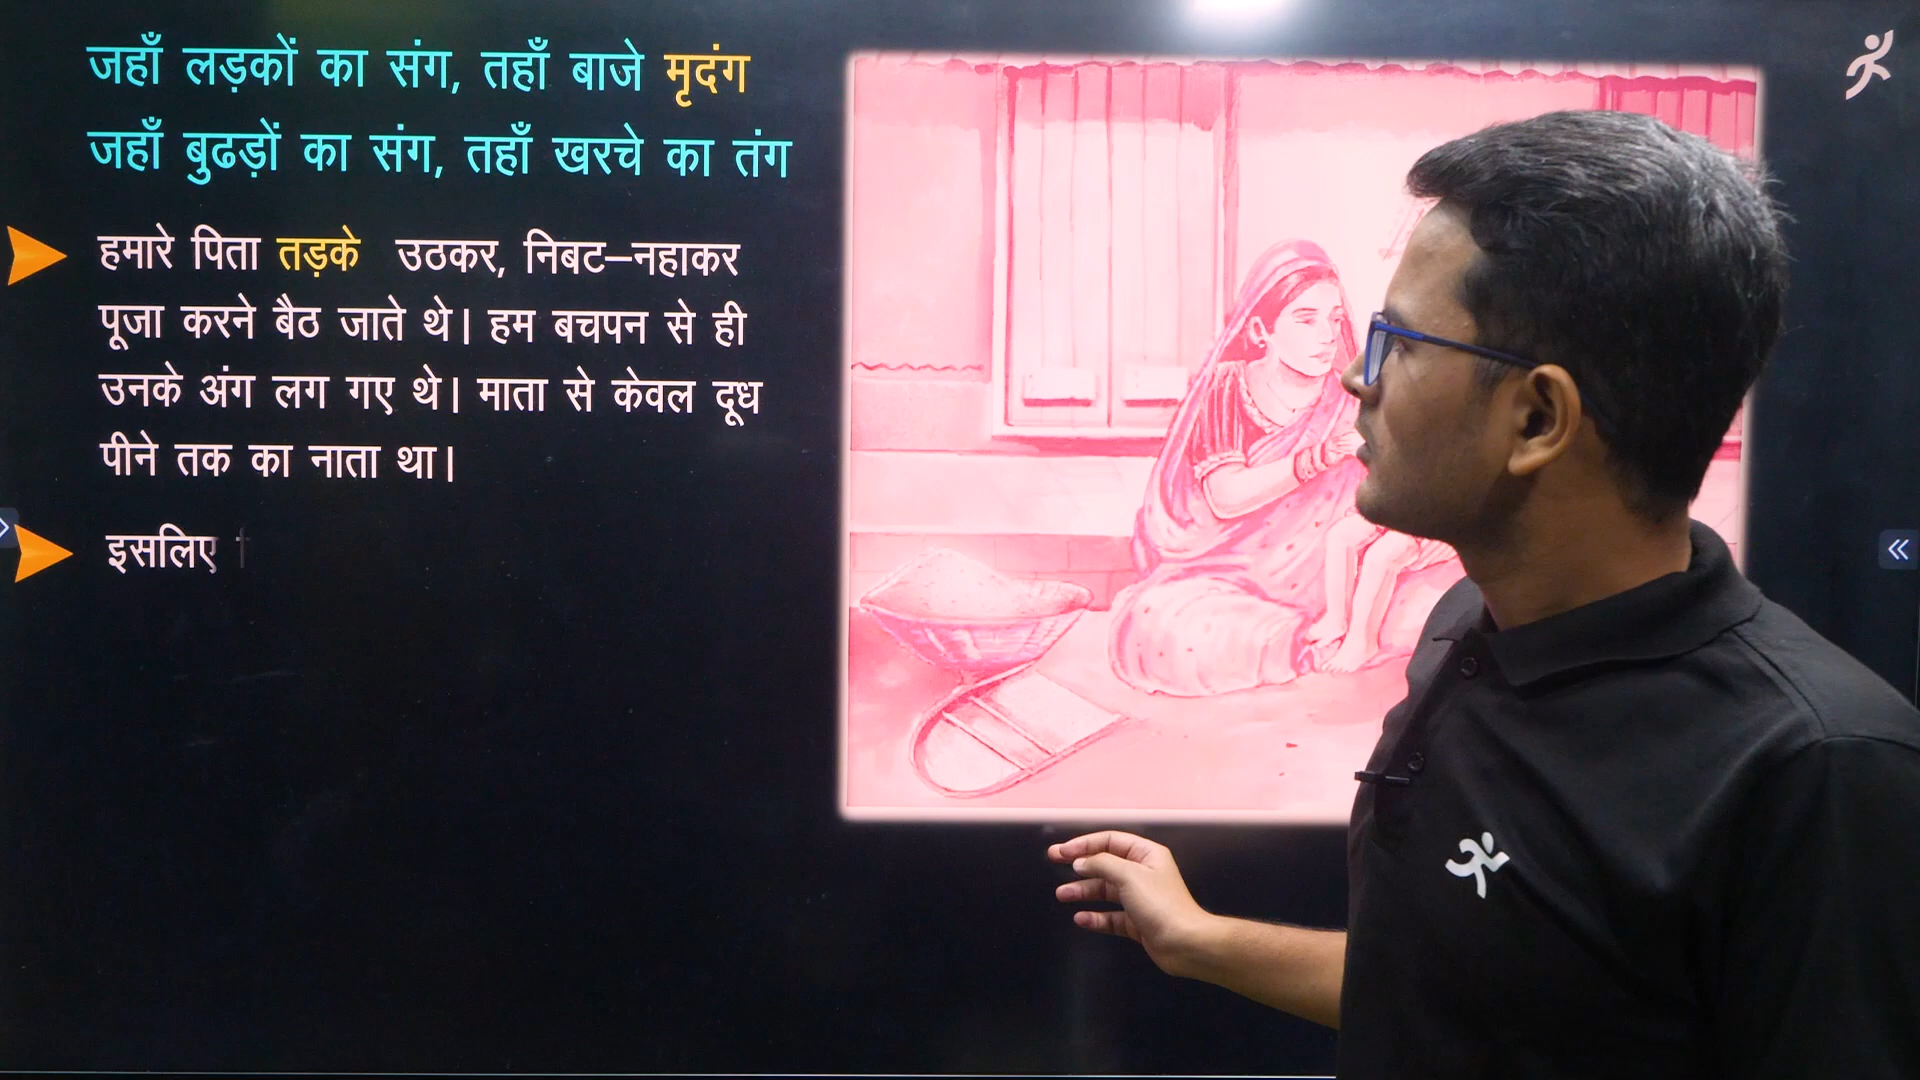 जहाँ लड़कों का संग, तहाँ बाजे मृदंग
जहाँ बुढ्ड़ों का संग, तहाँ खरचे का तंग
हमारे पिता तड़के उठकर, निबट–नहाकर
पूजा करने बैठ जाते थे। हम बचपन से ही
उनके अंग लग गए थे। माता से केवल दूध
पीने तक का नाता था।
इसलिए